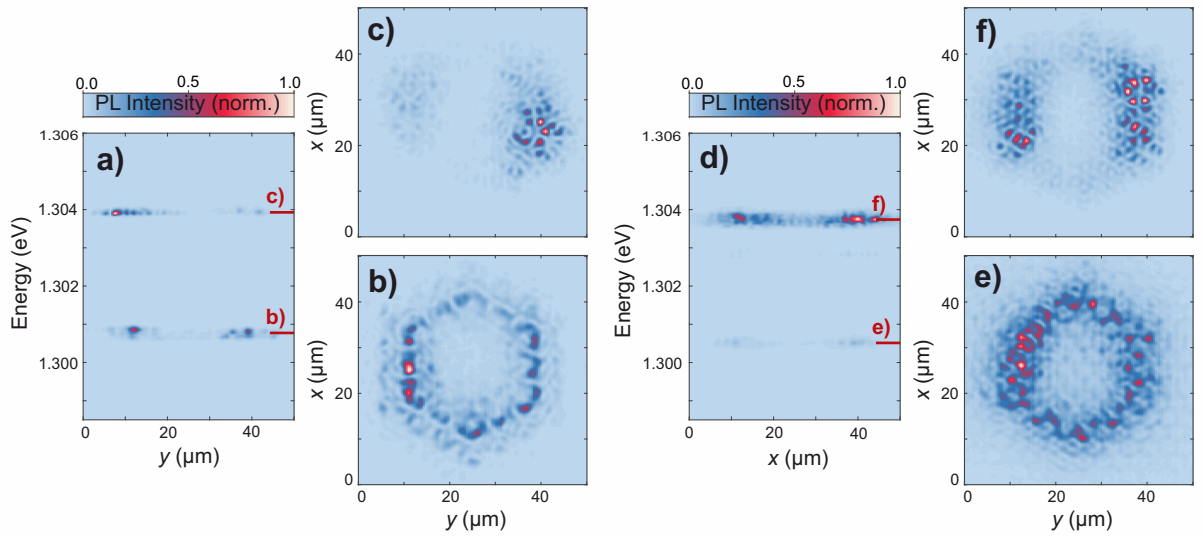 0.0 0.5 1.0
PL Intensity (norm.)
a)
c)
b)
1.306
1.304
1.302
1.300
Energy (eV)
0 20 40
y (µm)
c)
40
20
0
x (µm)
b)
40
20
0
x (µm)
0 20 40
y (µm)
0.0 0.5 1.0
PL Intensity (norm.)
d)
f)
e)
1.306
1.304
1.302
1.300
Energy (eV)
0 20 40
x (µm)
f)
40
20
0
x (µm)
e)
40
20
0
x (µm)
0 20 40
y (µm)